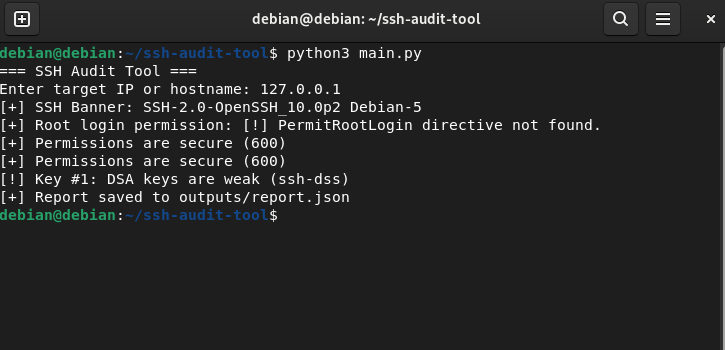 debian@debian: ~/ssh-audit-tool
debian@debian:~/ssh-audit-tool$ python3 main.py
=== SSH Audit Tool ===
Enter target IP or hostname: 127.0.0.1
[+] SSH Banner: SSH-2.0-OpenSSH_10.0p2 Debian-5
[+] Root login permission: [!] PermitRootLogin directive not found.
[+] Permissions are secure (600)
[+] Permissions are secure (600)
[!] Key #1: DSA keys are weak (ssh-dss)
[+] Report saved to outputs/report.json
debian@debian:~/ssh-audit-tool$